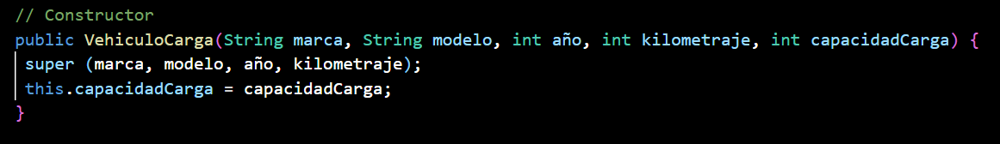 // Constructor
public VehiculoCarga(String marca, String modelo, int año, int kilometraje, int capacidadCarga) {
super (marca, modelo, año, kilometraje);
this.capacidadCarga = capacidadCarga;
}